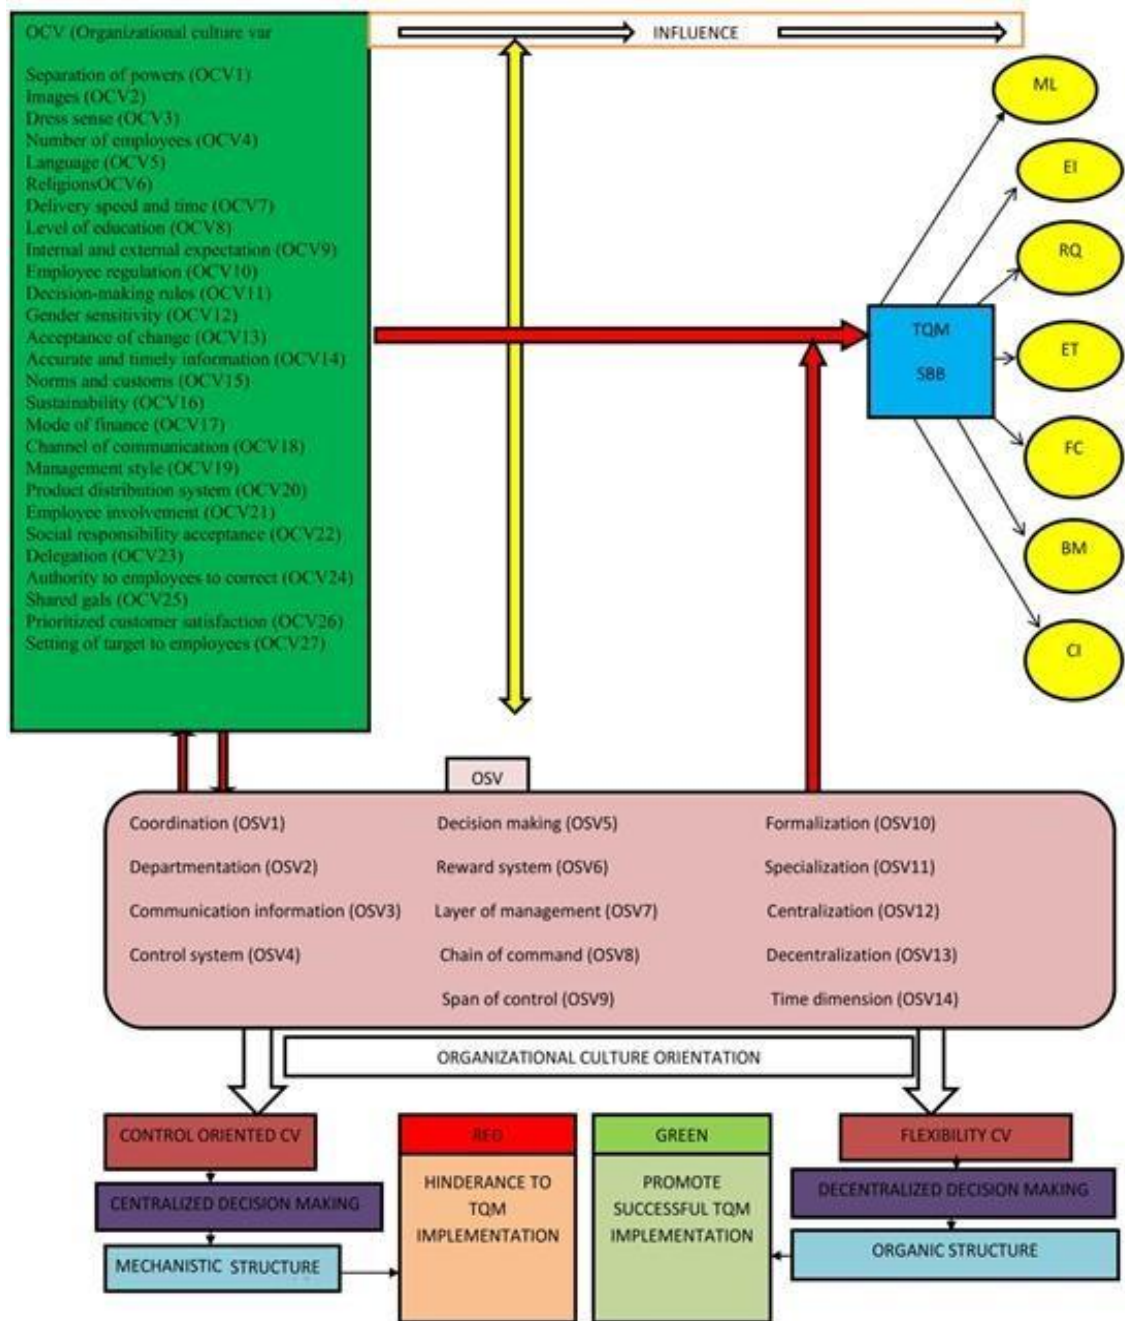 OCV (Organizational culture var
INFLUENCE
Separation of powers (OCV1)
Images (OCV2)
Dress sense (OCV3)
Number of employees (OCV4)
Language (OCV5)
ReligionsOCV6)
Delivery speed and time (OCV7)
Level of education (OCV8)
Internal and external expectation (OCV9)
Employee regulation (OCV10)
Decision-making rules (OCV11)
Gender sensitivity (OCV12)
Acceptance of change (OCV13)
Accurate and timely information (OCV14)
Norms and customs (OCV15)
Sustainability (OCV16)
Mode of finance (OCV17)
Channel of communication (OCV18)
Management style (OCV19)
Product distribution system (OCV20)
Employee involvement (OCV21)
Social responsibility acceptance (OCV22)
Delegation (OCV23)
Authority to employees to correct (OCV24)
Shared gals (OCV25)
Prioritized customer satisfaction (OCV26)
Setting of target to employees (OCV27)
TQM
SBB
ML
EI
RQ
ET
FC
BM
CI
OSV
Coordination (OSV1)
Departmentation (OSV2)
Communication information (OSV3)
Control system (OSV4)
Decision making (OSV5)
Reward system (OSV6)
Layer of management (OSV7)
Chain of command (OSV8)
Span of control (OSV9)
Formalization (OSV10)
Specialization (OSV11)
Centralization (OSV12)
Decentralization (OSV13)
Time dimension (OSV14)
ORGANIZATIONAL CULTURE ORIENTATION
CONTROL ORIENTED CV
CENTRALIZED DECISION MAKING
MECHANISTIC STRUCTURE
RED
HINDERANCE TO
TQM
IMPLEMENTATION
GREEN
PROMOTE
SUCCESSFUL TQM
IMPLEMENTATION
FLEXIBILITY CV
DECENTRALIZED DECISION MAKING
ORGANIC STRUCTURE